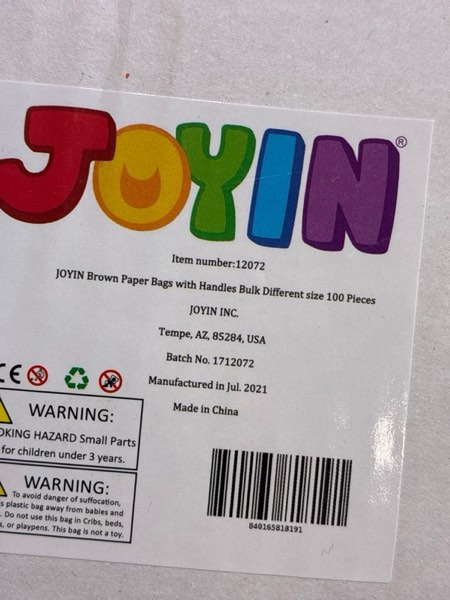 JOYIN®
Item number:12072
JOYIN Brown Paper Bags with Handles Bulk Different size 100 Pieces
JOYIN INC.
Tempe, AZ, 85284, USA
Batch No. 1712072
Manufactured in Jul. 2021
Made in China
CE
WARNING:
OKING HAZARD Small Parts
for children under 3 years.
WARNING:
To avoid danger of suffocation,
s plastic bag away from babies and
. Do not use this bag in Cribs, beds,
s, or playpens. This bag is not a toy.
840165818191